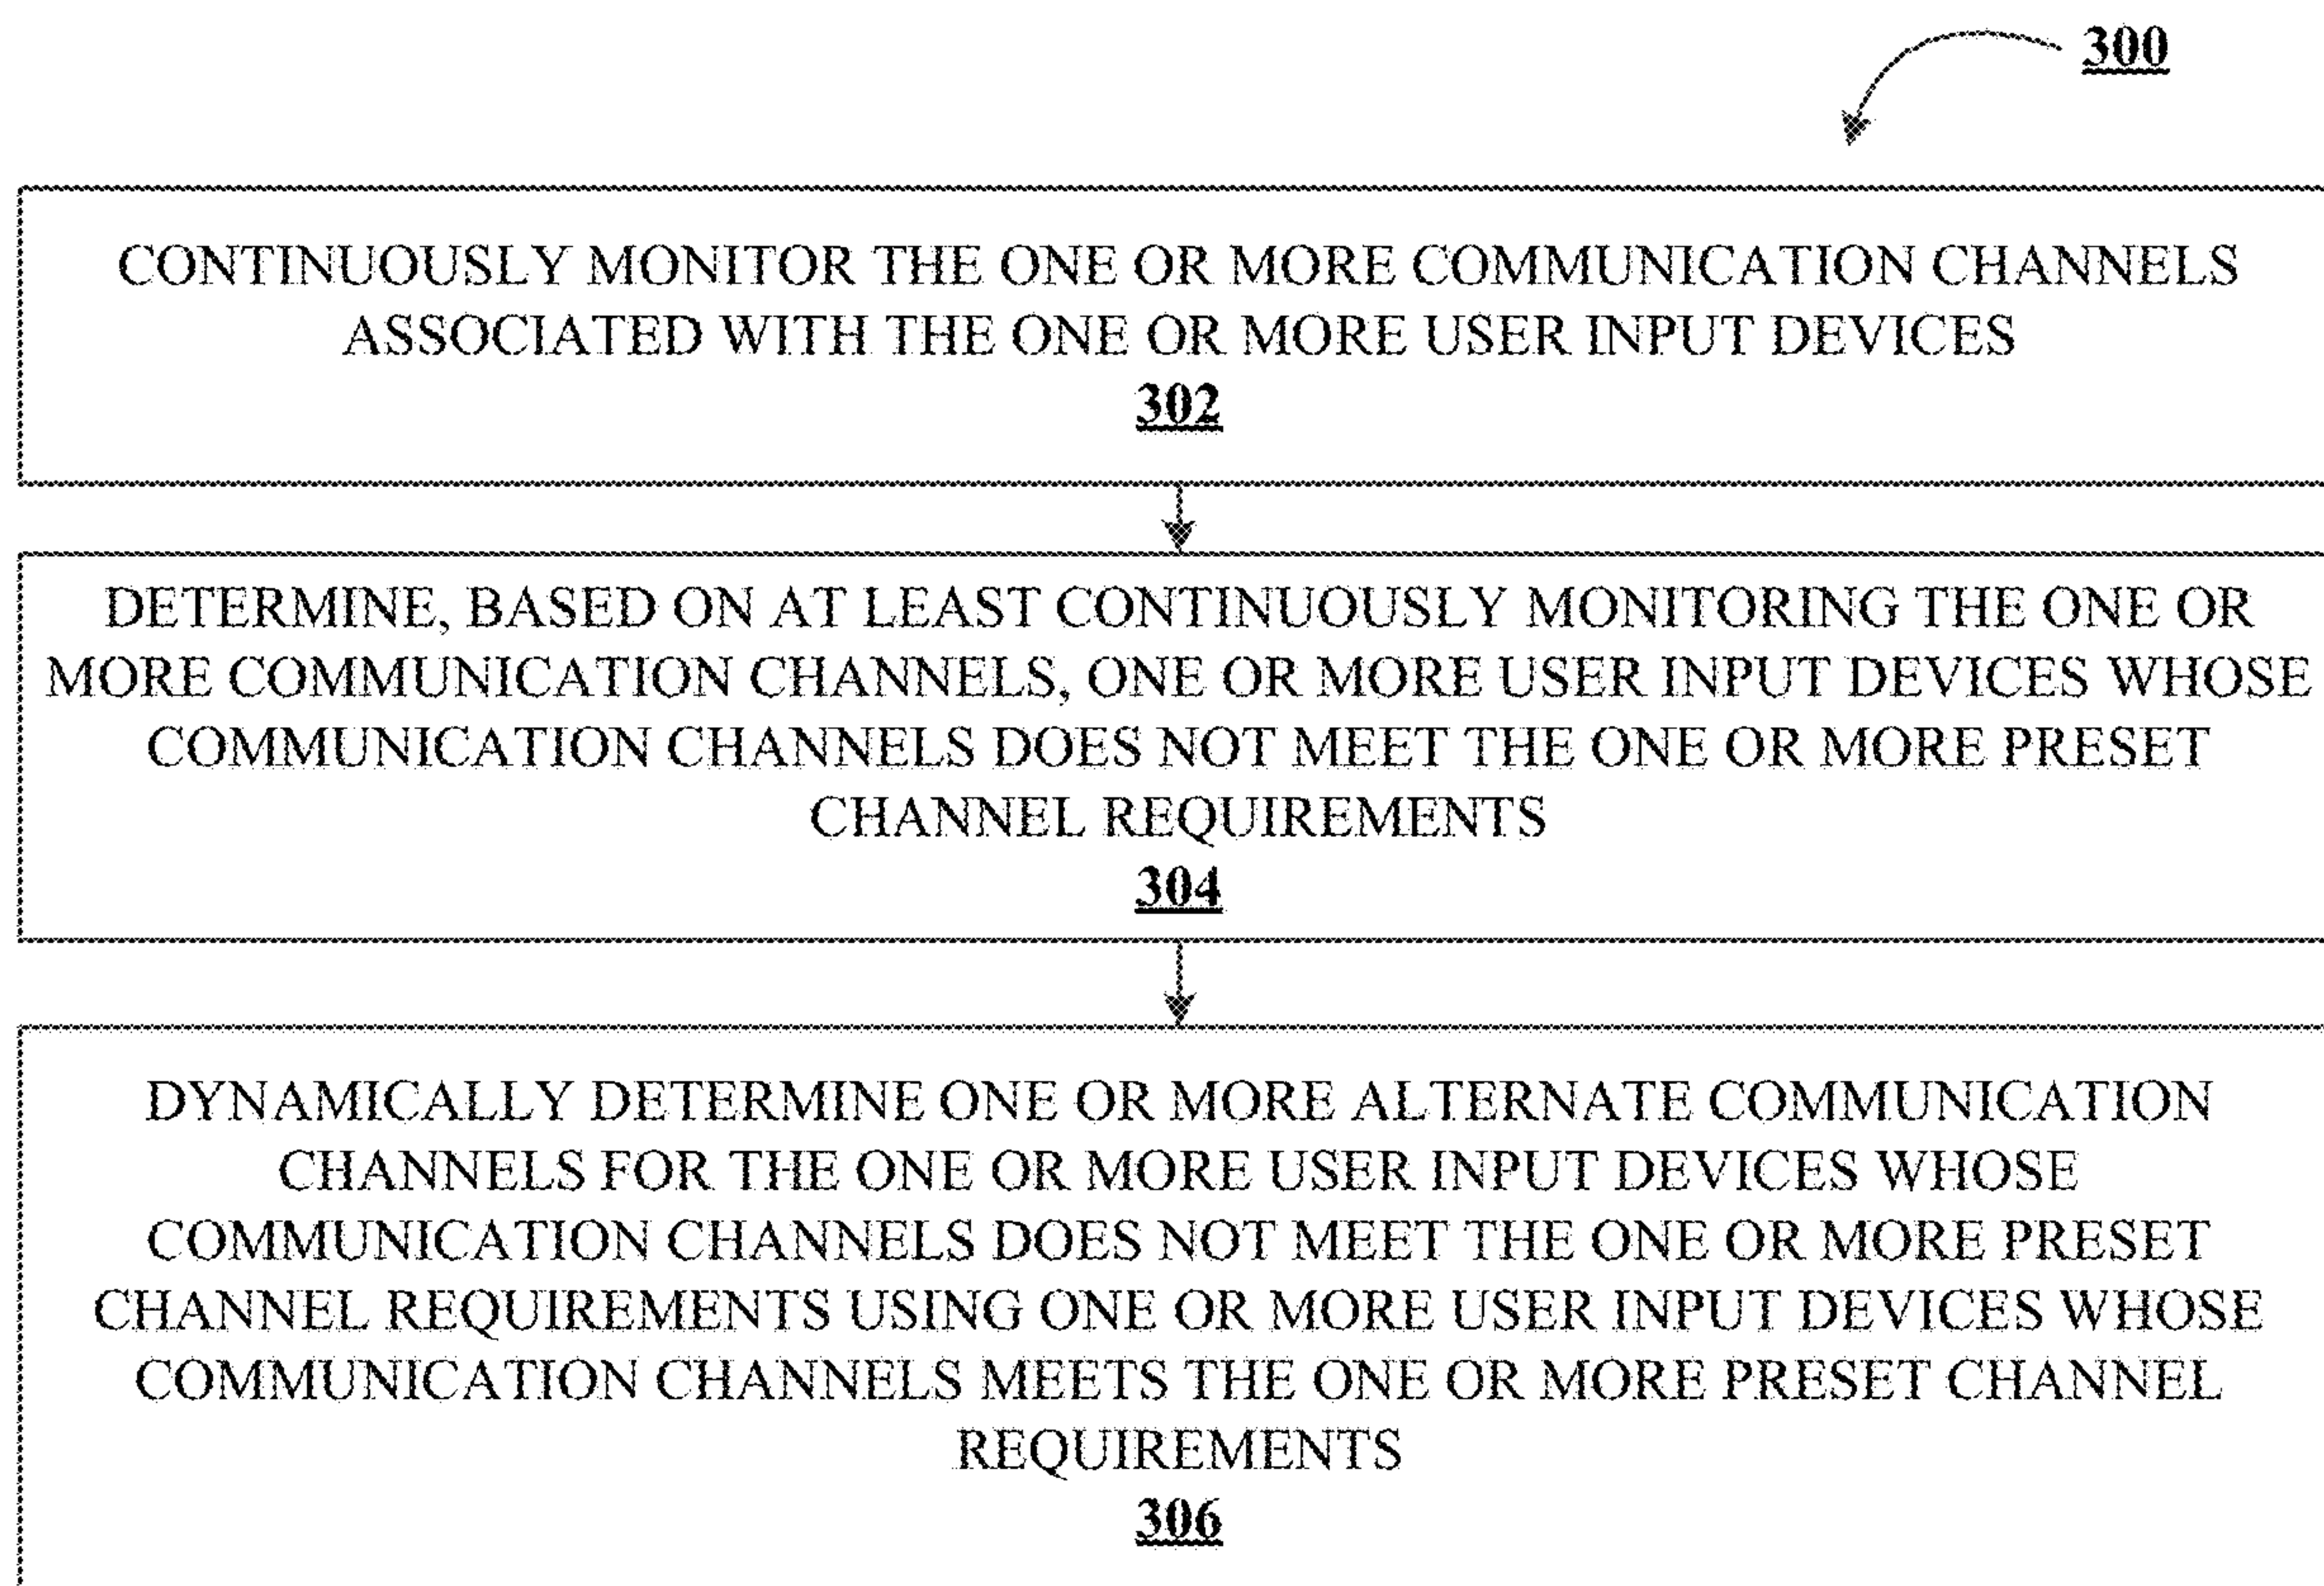 300
CONTINUOUSLY MONITOR THE ONE OR MORE COMMUNICATION CHANNELS
ASSOCIATED WITH THE ONE OR MORE USER INPUT DEVICES
302
DETERMINE, BASED ON AT LEAST CONTINUOUSLY MONITORING THE ONE OR
MORE COMMUNICATION CHANNELS, ONE OR MORE USER INPUT DEVICES WHOSE
COMMUNICATION CHANNELS DOES NOT MEET THE ONE OR MORE PRESET
CHANNEL REQUIREMENTS
304
DYNAMICALLY DETERMINE ONE OR MORE ALTERNATE COMMUNICATION
CHANNELS FOR THE ONE OR MORE USER INPUT DEVICES WHOSE
COMMUNICATION CHANNELS DOES NOT MEET THE ONE OR MORE PRESET
CHANNEL REQUIREMENTS USING ONE OR MORE USER INPUT DEVICES WHOSE
COMMUNICATION CHANNELS MEETS THE ONE OR MORE PRESET CHANNEL
REQUIREMENTS
306